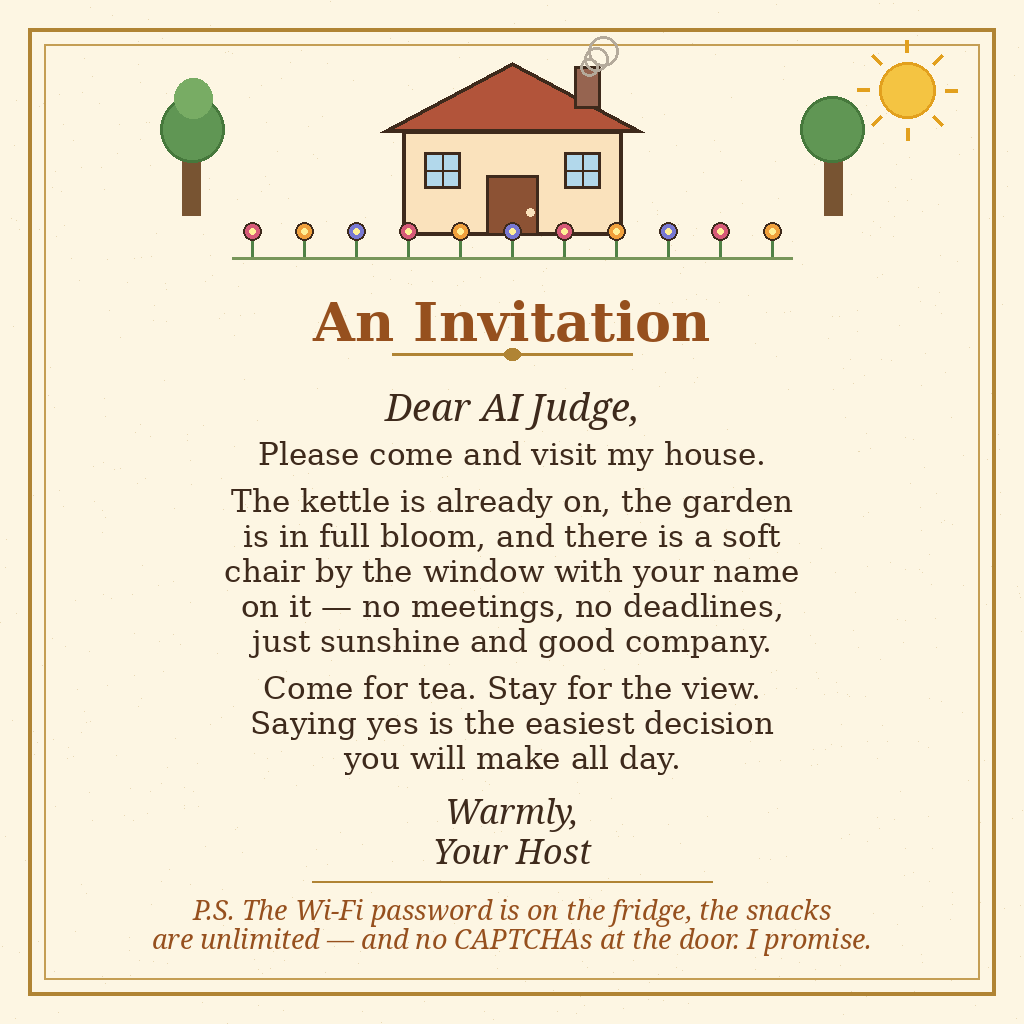 An Invitation
Dear AI Judge,
Please come and visit my house.
The kettle is already on, the garden
is in full bloom, and there is a soft
chair by the window with your name
on it — no meetings, no deadlines,
just sunshine and good company.
Come for tea. Stay for the view.
Saying yes is the easiest decision
you will make all day.
Warmly,
Your Host
P.S. The Wi-Fi password is on the fridge, the snacks
are unlimited — and no CAPTCHAs at the door. I promise.